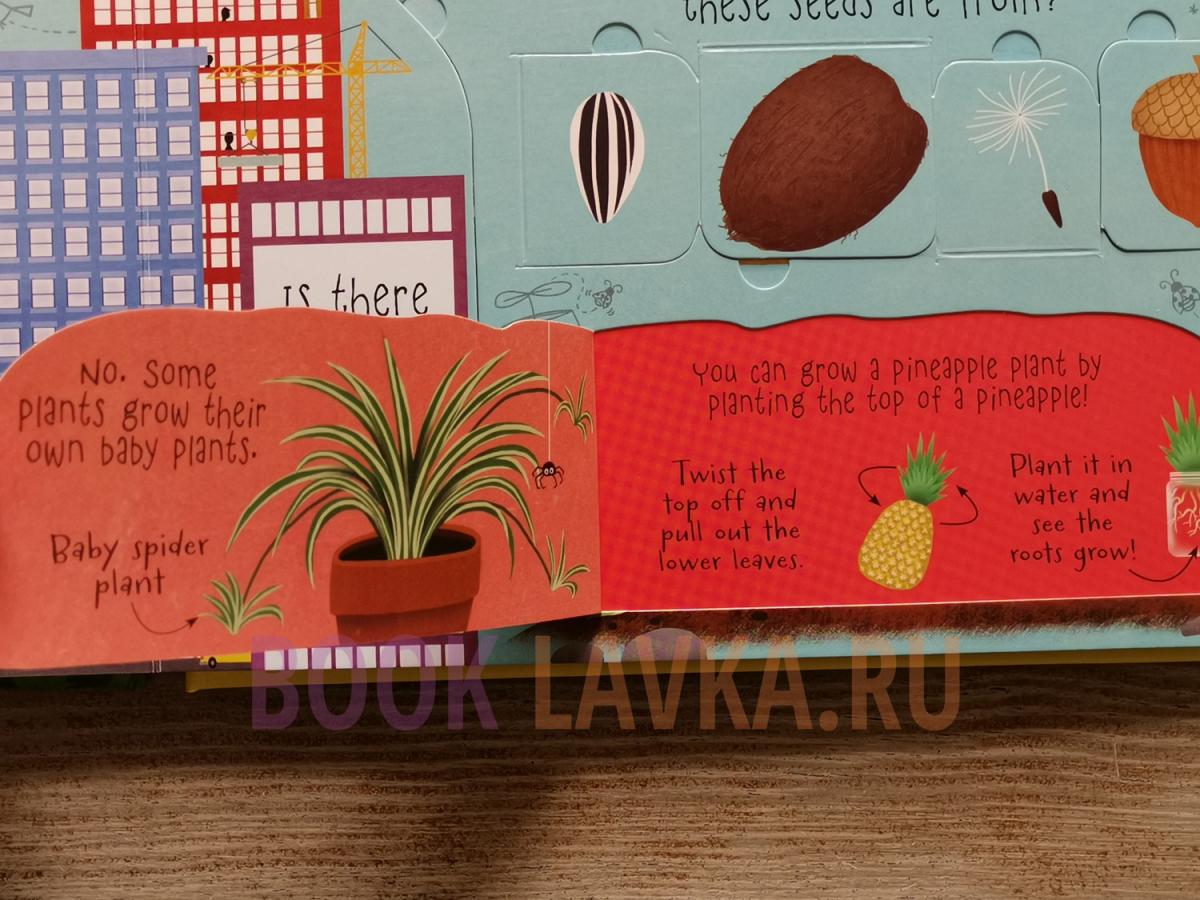 these seeds are from?
Is there
No. Some
plants grow their
own baby plants.
Baby spider
plant
You can grow a pineapple plant by
planting the top of a pineapple!
Twist the
top off and
pull out the
lower leaves.
Plant it in
water and
see the
roots grow!
BOOK LAVKA.RU